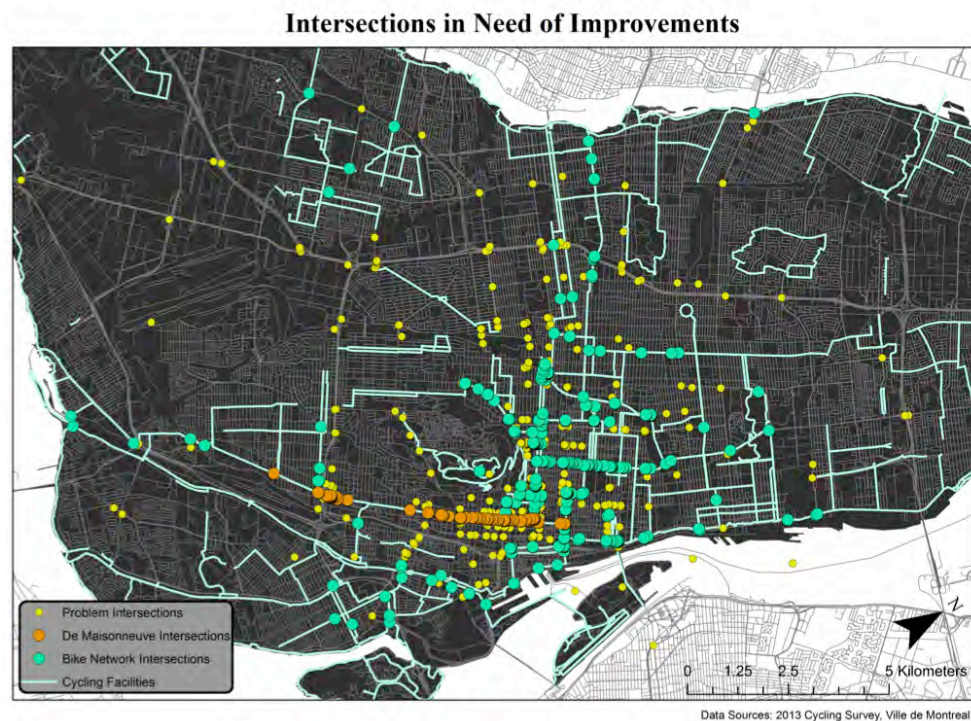 Intersections in Need of Improvements
Problem Intersections
De Maisonneuve Intersections
Bike Network Intersections
Cycling Facilities
N
0 1.25 2.5 5 Kilometers
Data Sources: 2013 Cycling Survey, Ville de Montreal